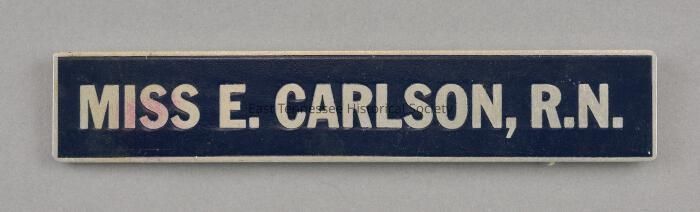 MISS E. CARLSON, R.N.
East Tennessee Historical Society